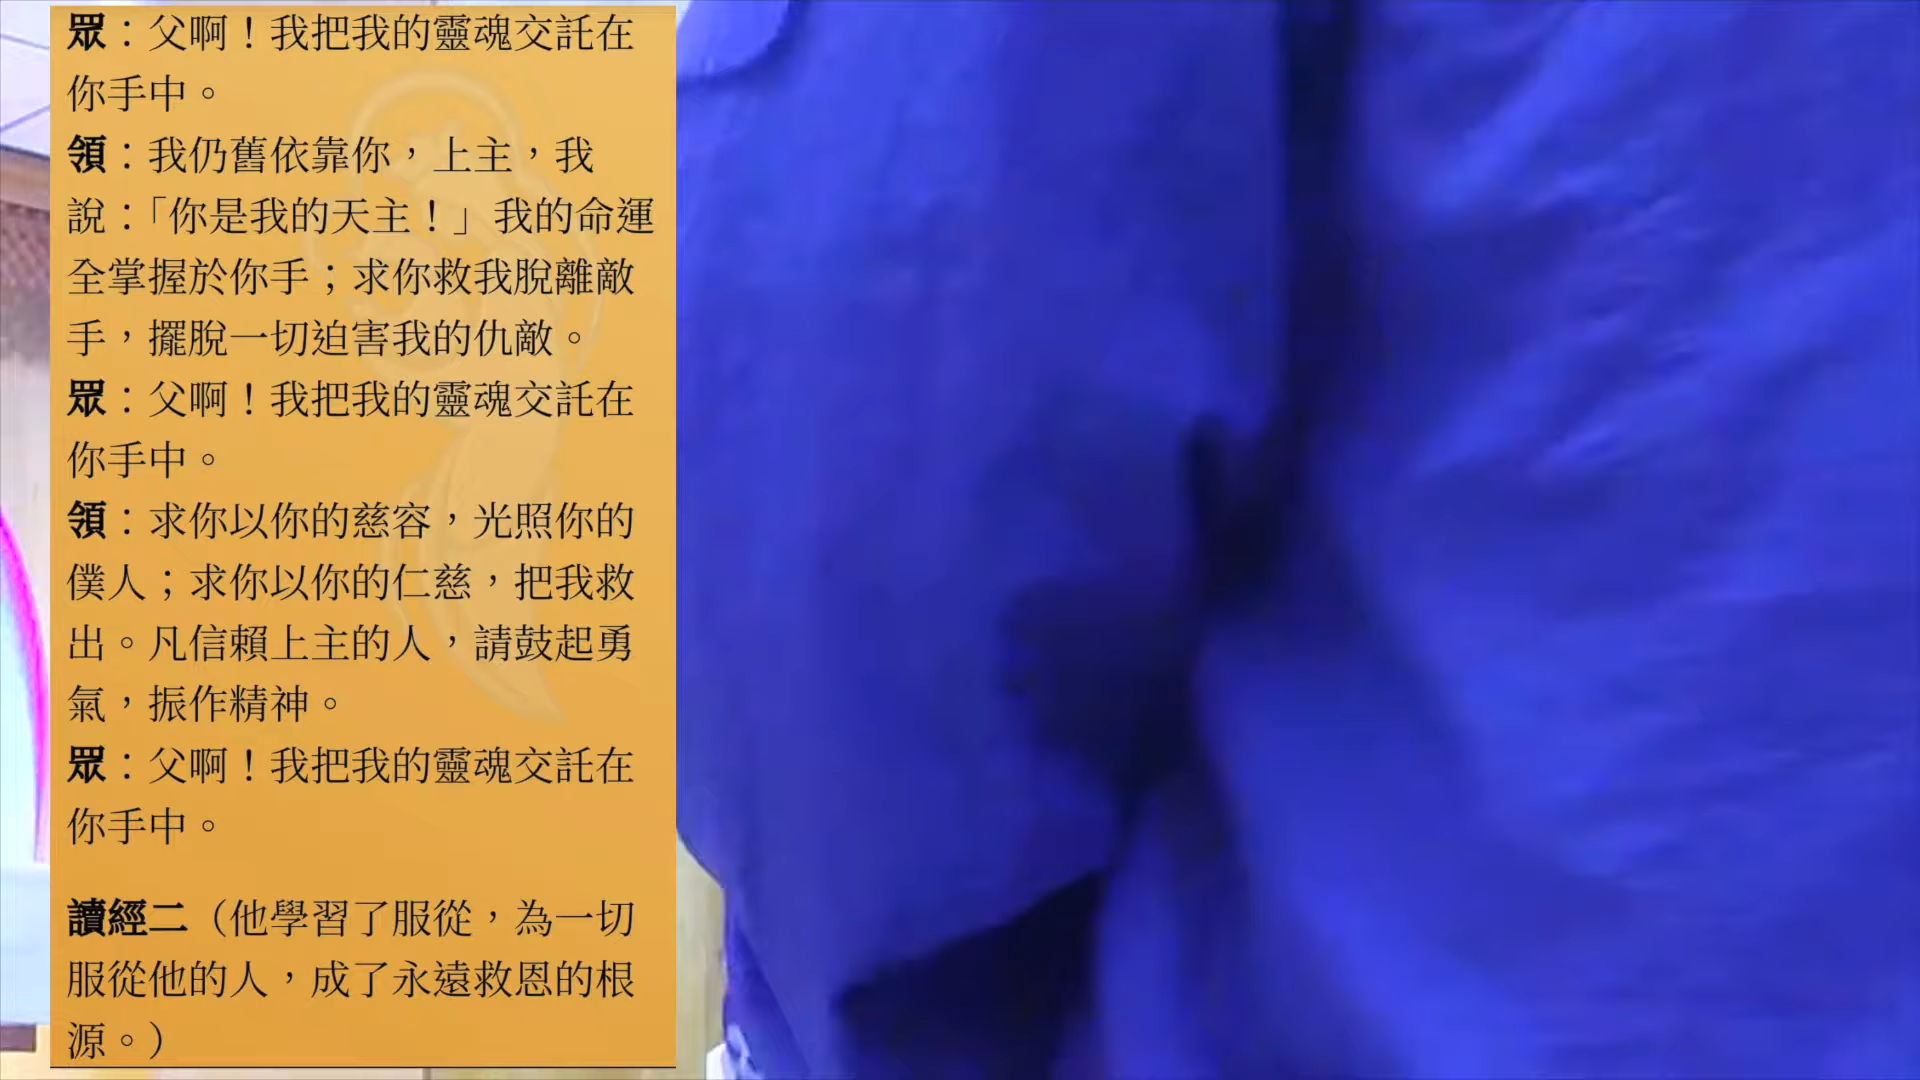 眾：父啊！我把我的靈魂交託在
你手中。
領：我仍舊依靠你，上主，我
說：「你是我的天主！」我的命運
全掌握於你手；求你救我脫離敵
手，擺脫一切迫害我的仇敵。
眾：父啊！我把我的靈魂交託在
你手中。
領：求你以你的慈容，光照你的
僕人；求你以你的仁慈，把我救
出。凡信賴上主的人，請鼓起勇
氣，振作精神。
眾：父啊！我把我的靈魂交託在
你手中。
讀經二（他學習了服從，為一切
服從他的人，成了永遠救恩的根
源。）